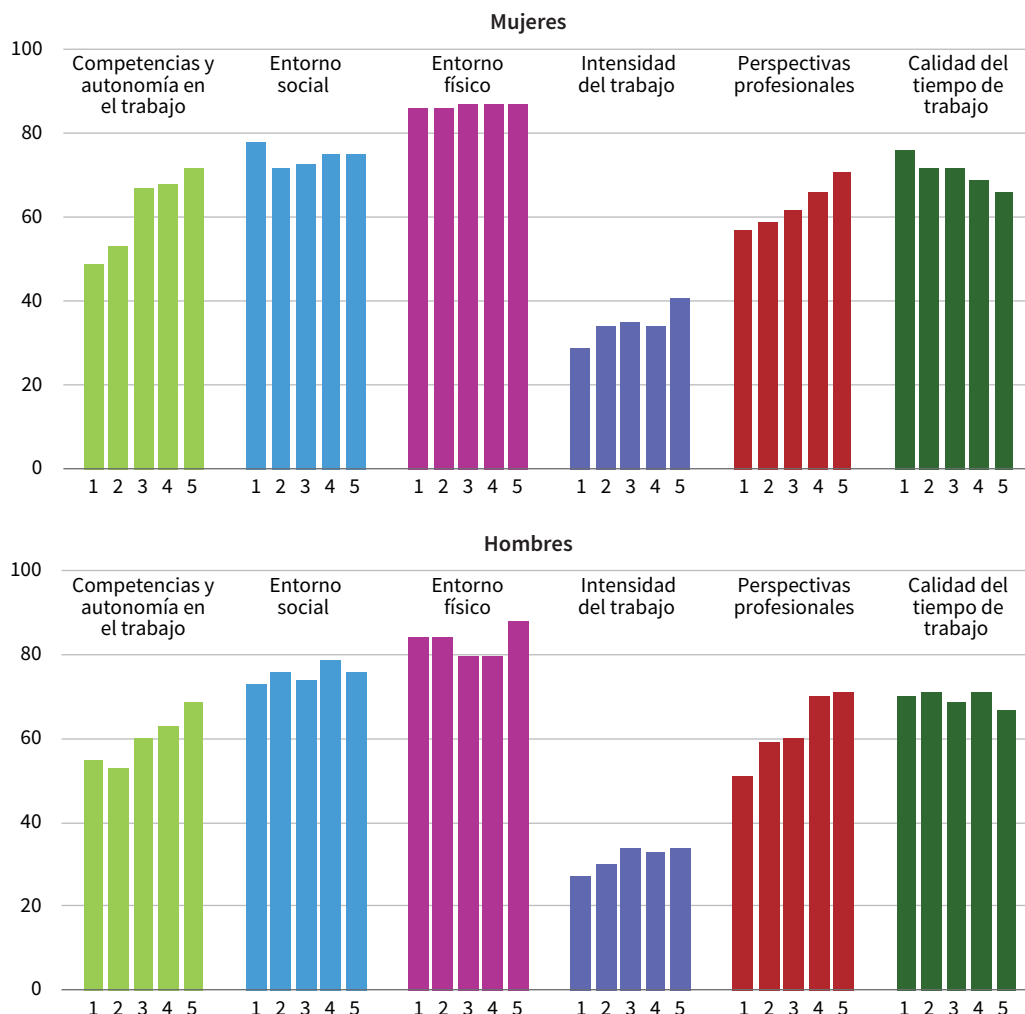 Mujeres
100
80
60
40
20
0
Competencias y
autonomía en
el trabajo
Entorno
social
Entorno
físico
Intensidad
del trabajo
Perspectivas
profesionales
Calidad del
tiempo de
trabajo
1 2 3 4 5
1 2 3 4 5
1 2 3 4 5
1 2 3 4 5
1 2 3 4 5
1 2 3 4 5
Hombres
100
80
60
40
20
0
Competencias y
autonomía en
el trabajo
Entorno
social
Entorno
físico
Intensidad
del trabajo
Perspectivas
profesionales
Calidad del
tiempo de
trabajo
1 2 3 4 5
1 2 3 4 5
1 2 3 4 5
1 2 3 4 5
1 2 3 4 5
1 2 3 4 5